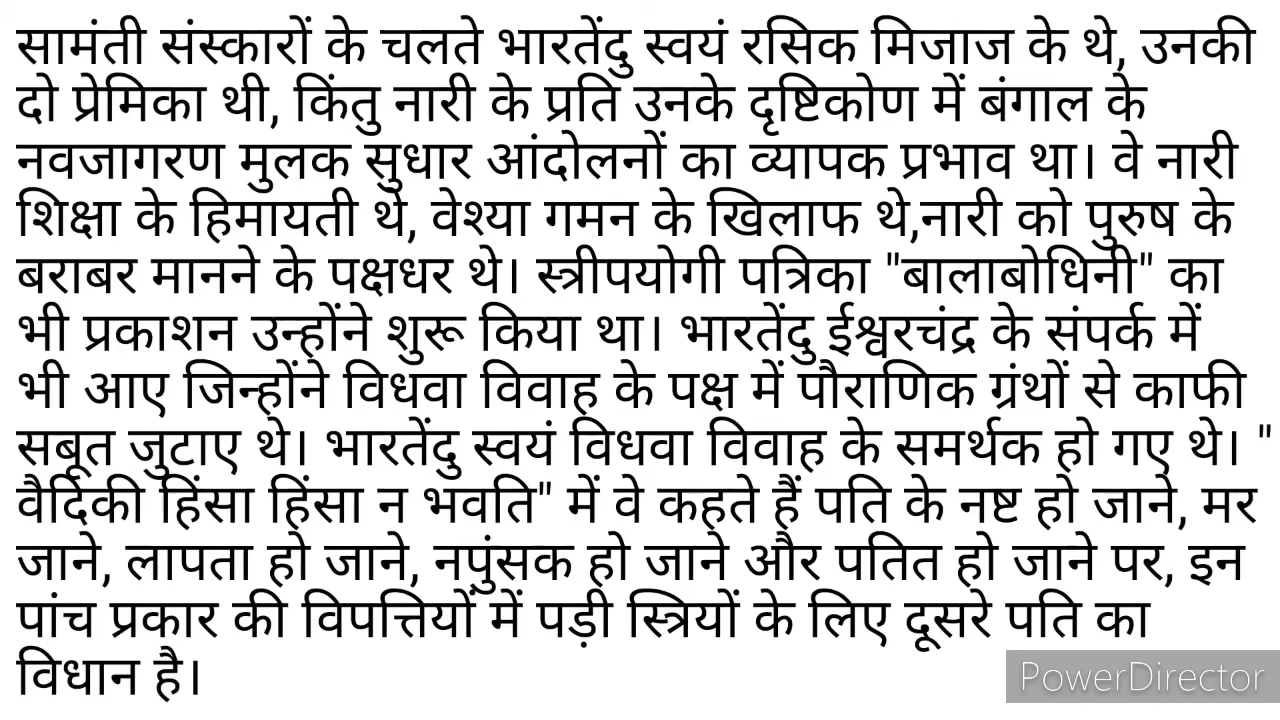 सामंती संस्कारों के चलते भारतेंदु स्वयं रसिक मिजाज के थे, उनकी
दो प्रेमिका थी, किंतु नारी के प्रति उनके दृष्टिकोण में बंगाल के
नवजागरण मुलक सुधार आंदोलनों का व्यापक प्रभाव था। वे नारी
शिक्षा के हिमायती थे, वेश्या गमन के खिलाफ थे,नारी को पुरुष के
बराबर मानने के पक्षधर थे। स्त्रीपयोगी पत्रिका "बालाबोधिनी" का
भी प्रकाशन उन्होंने शुरू किया था। भारतेंदु ईश्वरचंद्र के संपर्क में
भी आए जिन्होंने विधवा विवाह के पक्ष में पौराणिक ग्रंथों से काफी
सबूत जुटाए थे। भारतेंदु स्वयं विधवा विवाह के समर्थक हो गए थे। "
वैदिकी हिंसा हिंसा न भवति" में वे कहते हैं पति के नष्ट हो जाने, मर
जाने, लापता हो जाने, नपुंसक हो जाने और पतित हो जाने पर, इन
पांच प्रकार की विपत्तियों में पड़ी स्त्रियों के लिए दूसरे पति का
विधान है।
PowerDirector